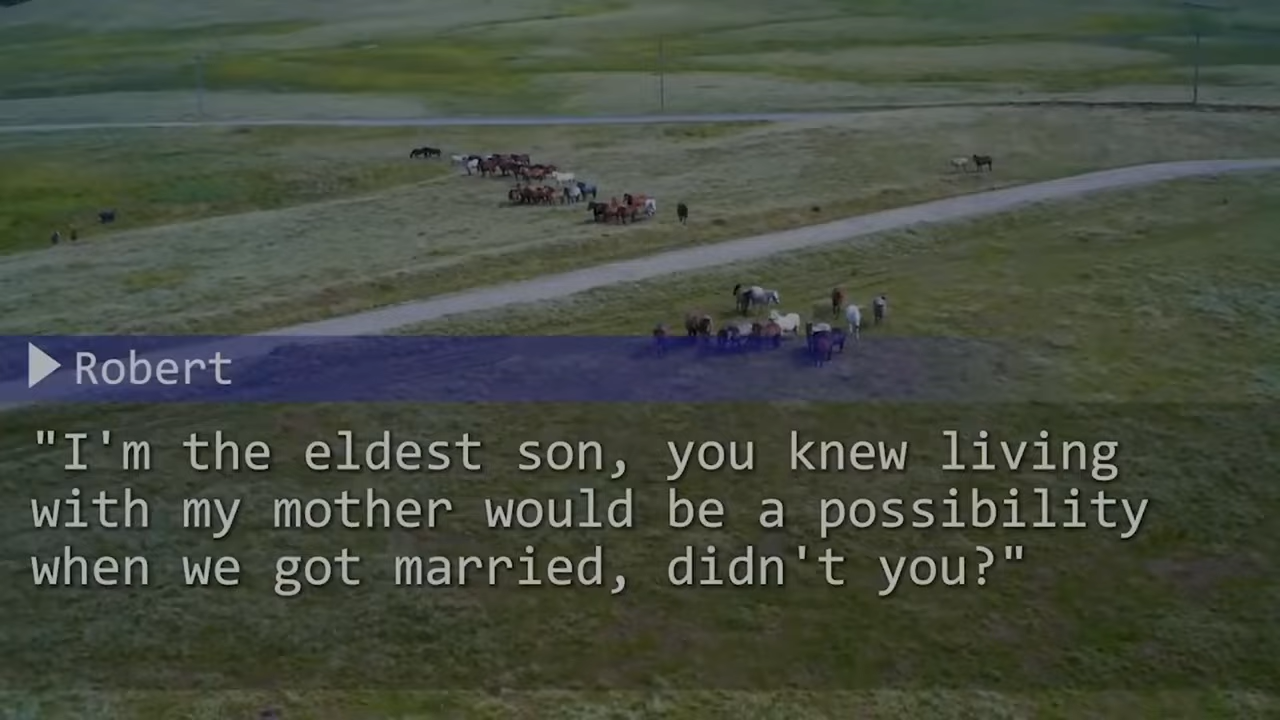 Robert
"I'm the eldest son, you knew living
with my mother would be a possibility
when we got married, didn't you?"